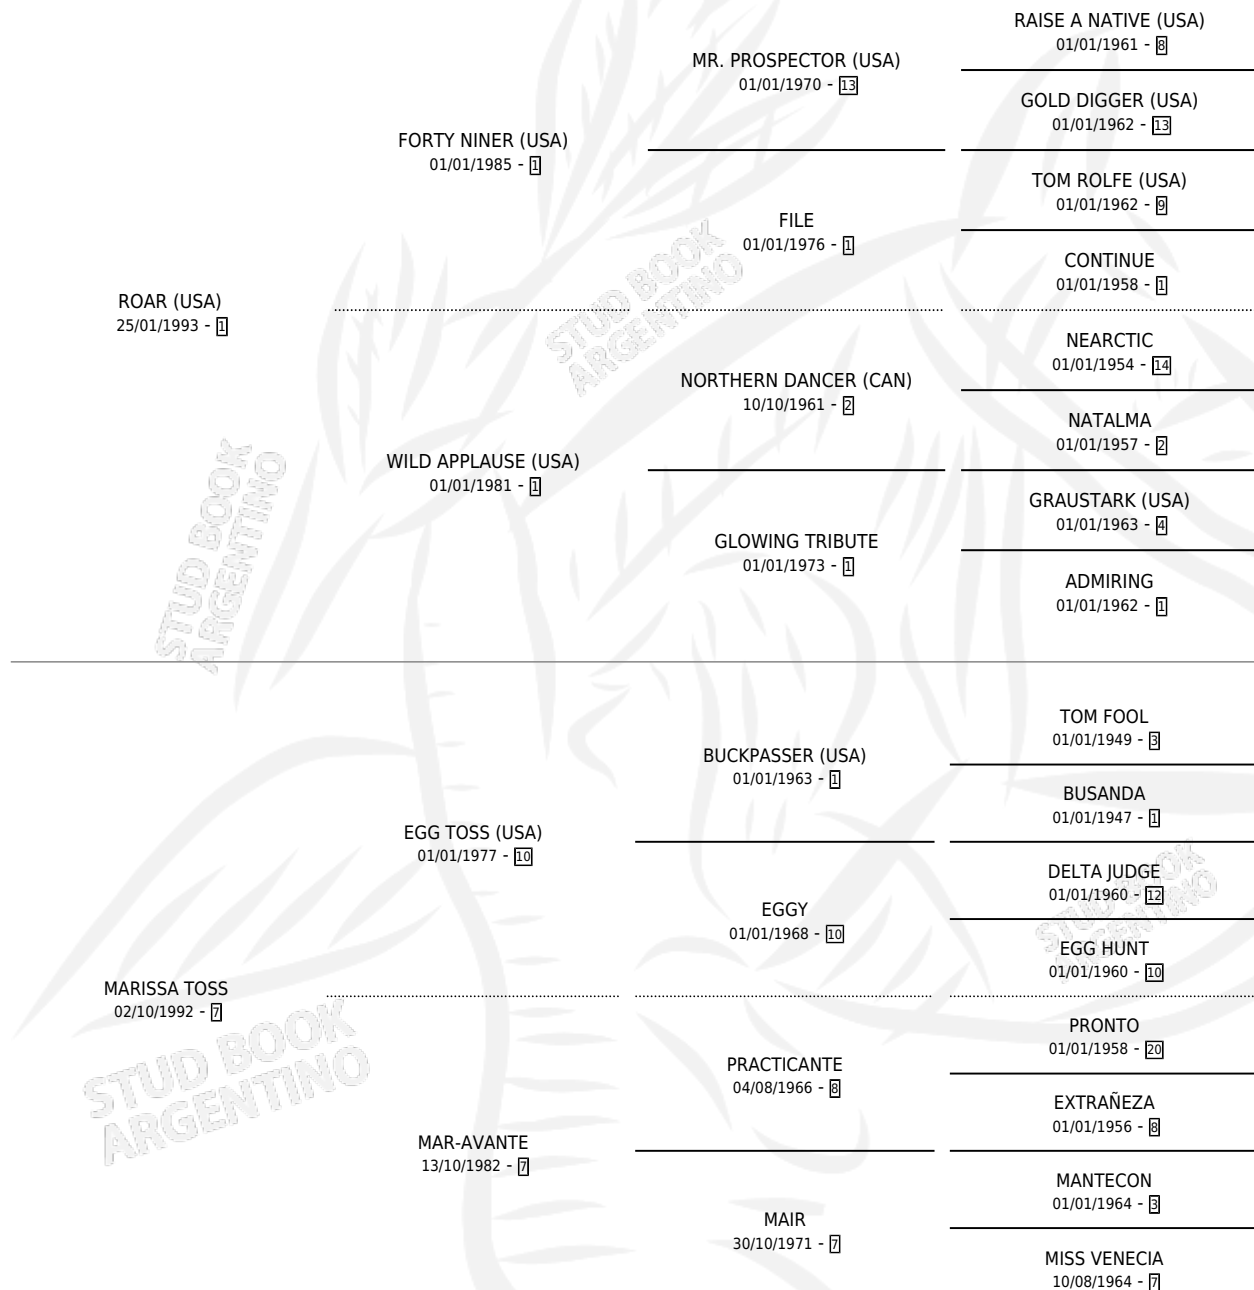 RAISE A NATIVE (USA)
01/01/1961 - 8
MR. PROSPECTOR (USA)
01/01/1970 - 13
GOLD DIGGER (USA)
01/01/1962 - 13
FORTY NINER (USA)
01/01/1985 - 1
TOM ROLFE (USA)
01/01/1962 - 9
FILE
01/01/1976 - 1
CONTINUE
01/01/1958 - 1
ROAR (USA)
25/01/1993 - 1
NEARCTIC
01/01/1954 - 14
NORTHERN DANCER (CAN)
10/10/1961 - 2
NATALMA
01/01/1957 - 2
WILD APPLAUSE (USA)
01/01/1981 - 1
GRAUSTARK (USA)
01/01/1963 - 4
GLOWING TRIBUTE
01/01/1973 - 1
ADMIRING
01/01/1962 - 1
TOM FOOL
01/01/1949 - 3
BUCKPASSER (USA)
01/01/1963 - 1
BUSANDA
01/01/1947 - 1
EGG TOSS (USA)
01/01/1977 - 10
DELTA JUDGE
01/01/1960 - 12
EGGY
01/01/1968 - 10
EGG HUNT
01/01/1960 - 10
MARISSA TOSS
02/10/1992 - 7
PRONTO
01/01/1958 - 20
PRACTICANTE
04/08/1966 - 8
EXTRAÑEZA
01/01/1956 - 8
MAR-AVANTE
13/10/1982 - 7
MANTECON
01/01/1964 - 3
MAIR
30/10/1971 - 7
MISS VENECIA
10/08/1964 - 7
STUD BOOK
ARGENTINO
STUD BOOK
ARGENTINO
STUD BOOK
ARGENTINO
STUD BOOK
ARGENTINO